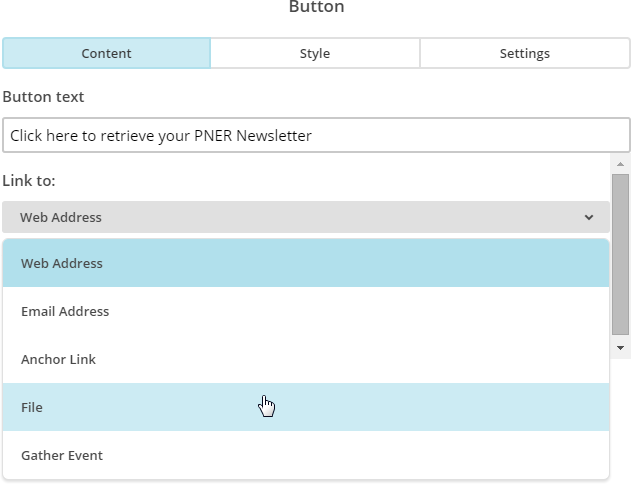 Button
Content
Style
Settings
Button text
Click here to retrieve your PNER Newsletter
Link to:
Web Address
Web Address
Email Address
Anchor Link
File
Gather Event